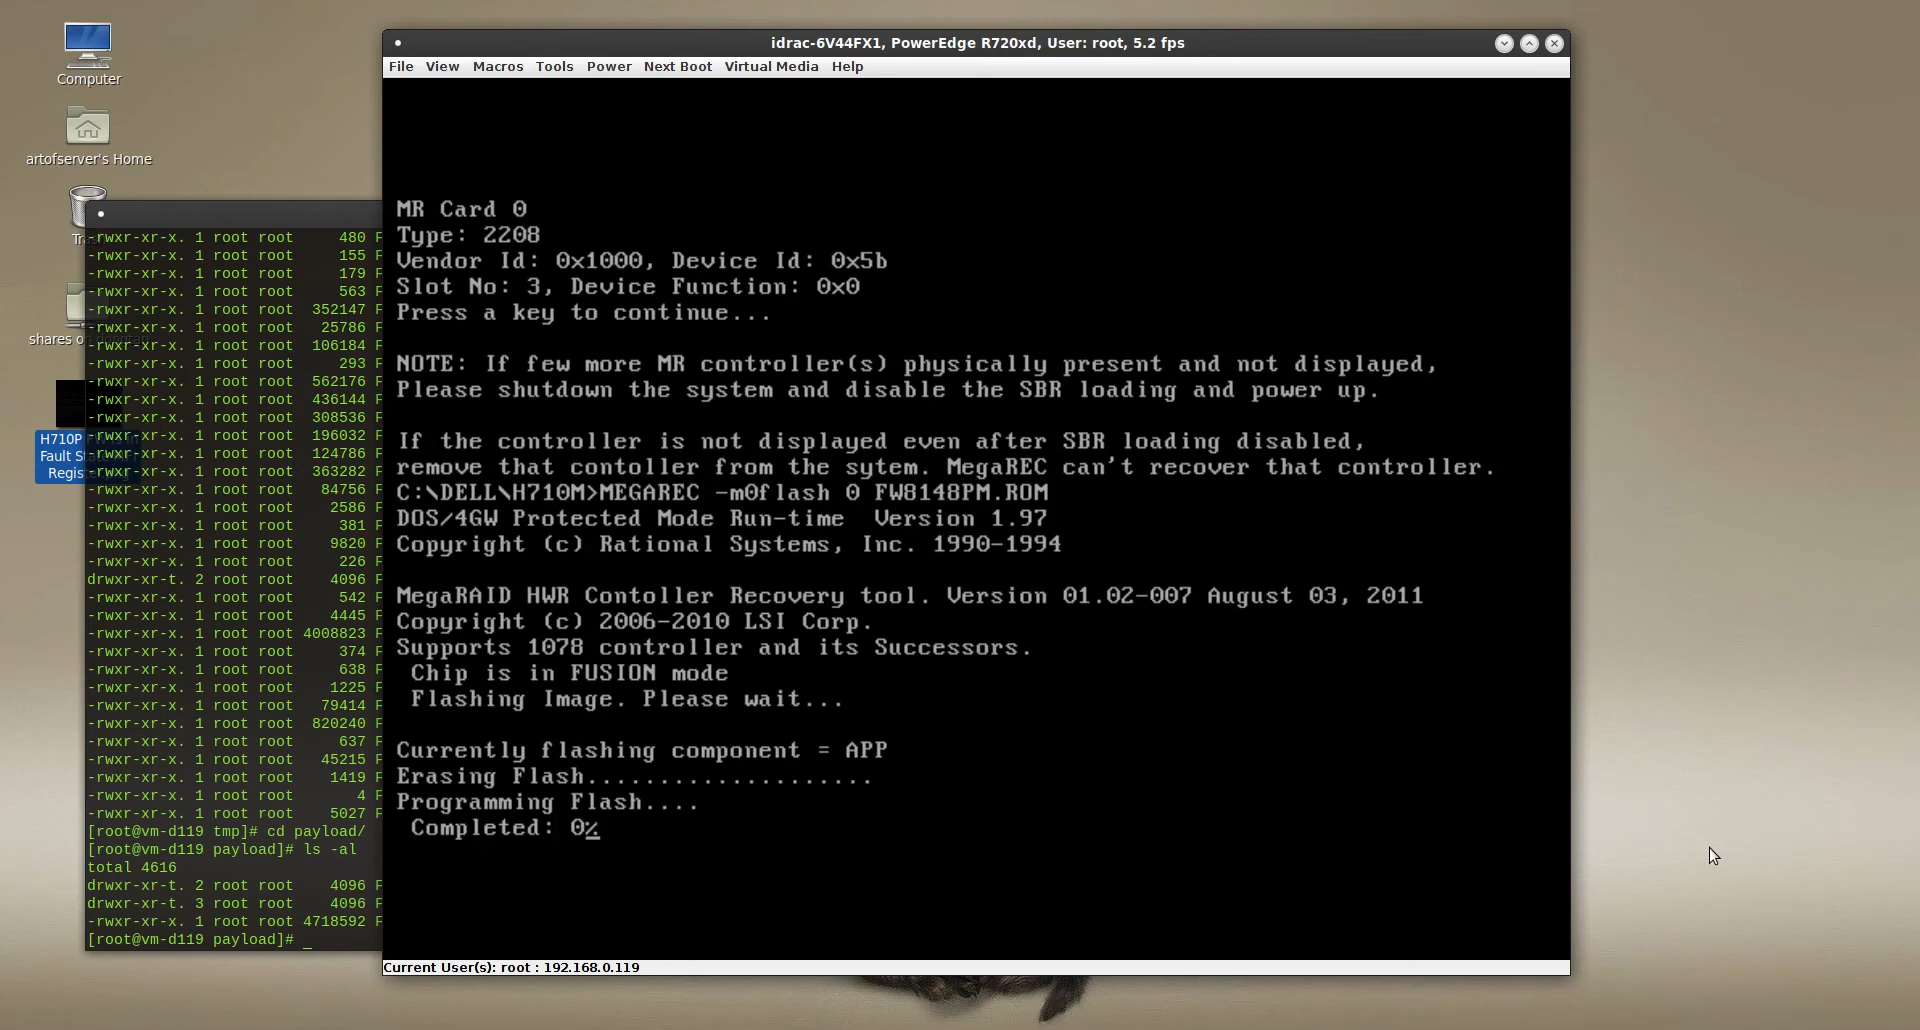 Computer
artofserver's Home
shares on
H710P
Fault Sta
Regist
-rwxr-xr-x. 1 root root 480 F
-rwxr-xr-x. 1 root root 155 F
-rwxr-xr-x. 1 root root 179 F
-rwxr-xr-x. 1 root root 563 F
-rwxr-xr-x. 1 root root 352147 F
-rwxr-xr-x. 1 root root 25786 F
-rwxr-xr-x. 1 root root 106184 F
-rwxr-xr-x. 1 root root 293 F
-rwxr-xr-x. 1 root root 562176 F
-rwxr-xr-x. 1 root root 436144 F
-rwxr-xr-x. 1 root root 308536 F
-rwxr-xr-x. 1 root root 196032 F
-rwxr-xr-x. 1 root root 124786 F
-rwxr-xr-x. 1 root root 363282 F
-rwxr-xr-x. 1 root root 84756 F
-rwxr-xr-x. 1 root root 2586 F
-rwxr-xr-x. 1 root root 381 F
-rwxr-xr-x. 1 root root 9820 F
-rwxr-xr-x. 1 root root 226 F
drwxr-xr-t. 2 root root 4096 F
-rwxr-xr-x. 1 root root 542 F
-rwxr-xr-x. 1 root root 4445 F
-rwxr-xr-x. 1 root root 4008823 F
-rwxr-xr-x. 1 root root 374 F
-rwxr-xr-x. 1 root root 638 F
-rwxr-xr-x. 1 root root 1225 F
-rwxr-xr-x. 1 root root 79414 F
-rwxr-xr-x. 1 root root 820240 F
-rwxr-xr-x. 1 root root 637 F
-rwxr-xr-x. 1 root root 45215 F
-rwxr-xr-x. 1 root root 1419 F
-rwxr-xr-x. 1 root root 4 F
-rwxr-xr-x. 1 root root 5027 F
[root@vm-d119 tmp]# cd payload/
[root@vm-d119 payload]# ls -al
total 4616
drwxr-xr-t. 2 root root 4096 F
drwxr-xr-t. 3 root root 4096 F
-rwxr-xr-x. 1 root root 4718592 F
[root@vm-d119 payload]# _
idrac-6V44FX1, PowerEdge R720xd, User: root, 5.2 fps
File View Macros Tools Power Next Boot Virtual Media Help
MR Card 0
Type: 2208
Vendor Id: 0x1000, Device Id: 0x5b
Slot No: 3, Device Function: 0x0
Press a key to continue...
NOTE: If few more MR controller(s) physically present and not displayed,
Please shutdown the system and disable the SBR loading and power up.
If the controller is not displayed even after SBR loading disabled,
remove that contoller from the sytem. MegaREC can't recover that controller.
C:\DELL\H710M>MEGAREC -m0flash 0 FW8148PM.ROM
DOS/4GW Protected Mode Run-time Version 1.97
Copyright (c) Rational Systems, Inc. 1990-1994
MegaRAID HWR Contoller Recovery tool. Version 01.02-007 August 03, 2011
Copyright (c) 2006-2010 LSI Corp.
Supports 1078 controller and its Successors.
Chip is in FUSION mode
Flashing Image. Please wait...
Currently flashing component = APP
Erasing Flash....................
Programming Flash....
Completed: 0%
Current User(s): root : 192.168.0.119